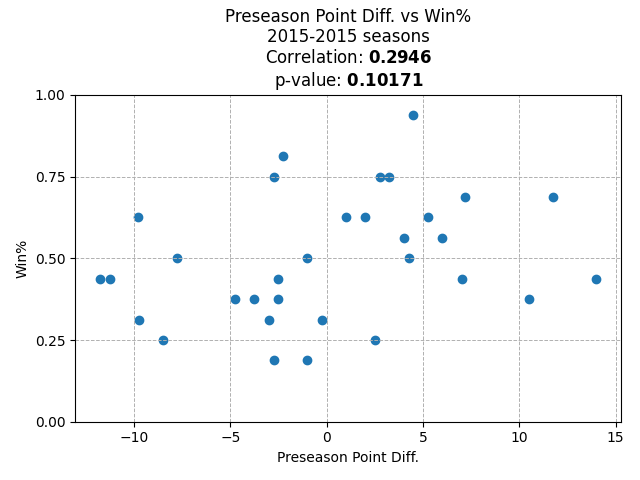 Preseason Point Diff. vs Win%
2015-2015 seasons
Correlation: 0.2946
p-value: 0.10171
1.00
0.75
0.50
0.25
0.00
Win%
−10
−5
0
5
10
15
Preseason Point Diff.